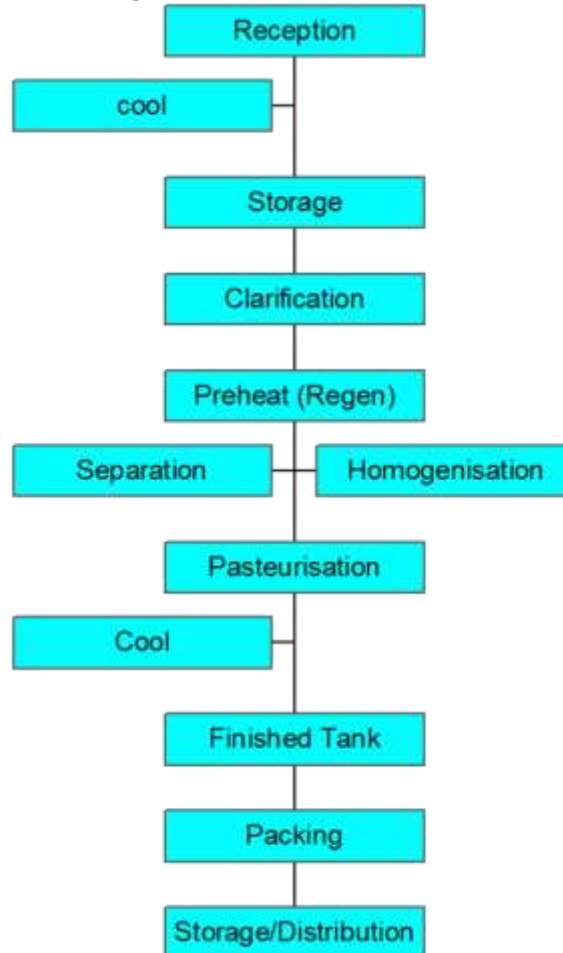 Reception
cool
Storage
Clarification
Preheat (Regen)
Separation
Homogenisation
Pasteurisation
Cool
Finished Tank
Packing
Storage/Distribution